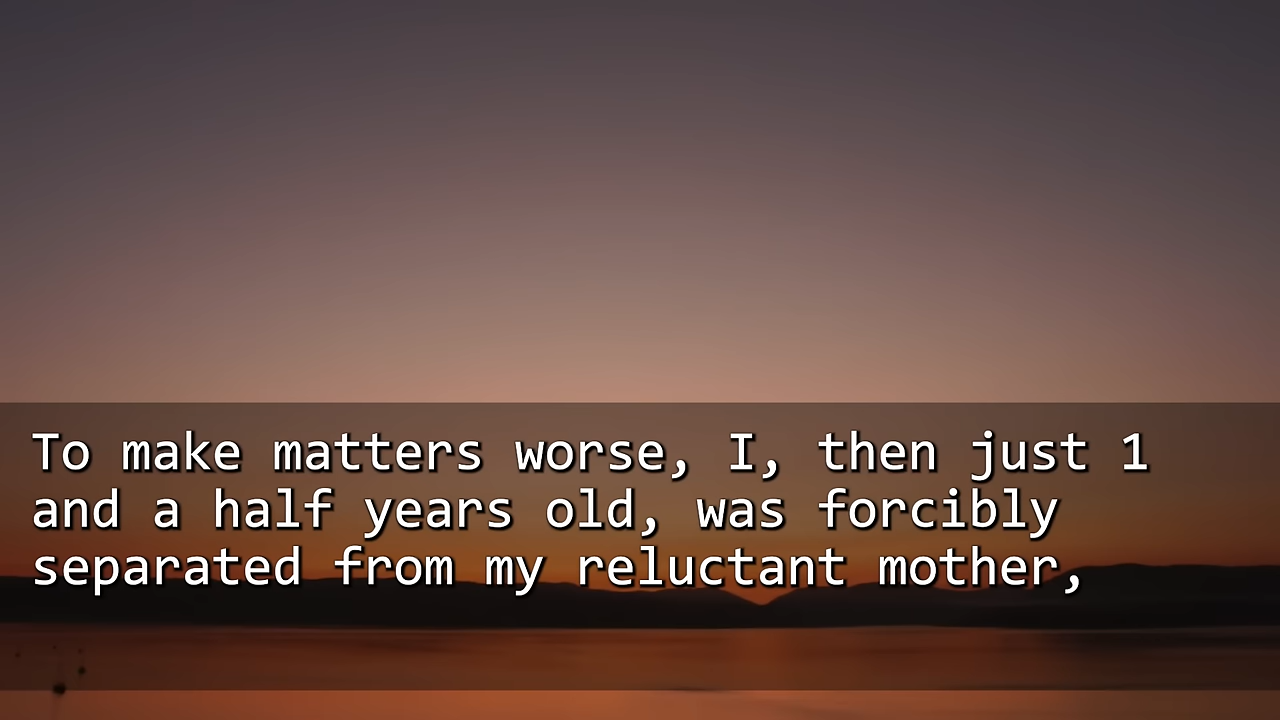 To make matters worse, I, then just 1
and a half years old, was forcibly
separated from my reluctant mother,